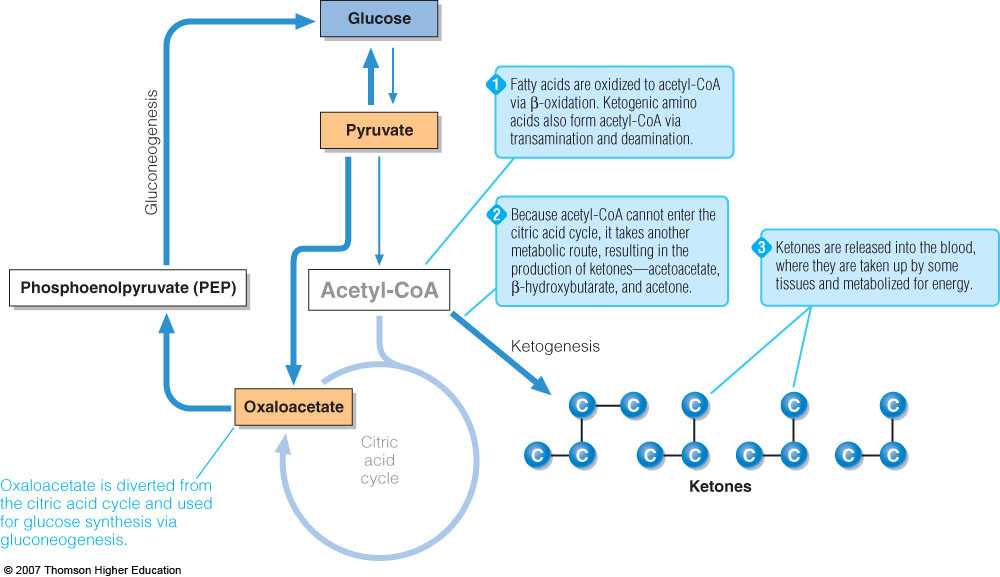 Glucose
Gluconeogenesis
Pyruvate
1
Fatty acids are oxidized to acetyl-CoA
via β-oxidation. Ketogenic amino
acids also form acetyl-CoA via
transamination and deamination.
2
Because acetyl-CoA cannot enter the
citric acid cycle, it takes another
metabolic route, resulting in the
production of ketones—acetoacetate,
β-hydroxybutarate, and acetone.
3
Ketones are released into the blood,
where they are taken up by some
tissues and metabolized for energy.
Phosphoenolpyruvate (PEP)
Acetyl-CoA
Ketogenesis
Oxaloacetate
Citric
acid
cycle
C C C C C
C C C C C C C C
Ketones
Oxaloacetate is diverted from
the citric acid cycle and used
for glucose synthesis via
gluconeogenesis.
© 2007 Thomson Higher Education